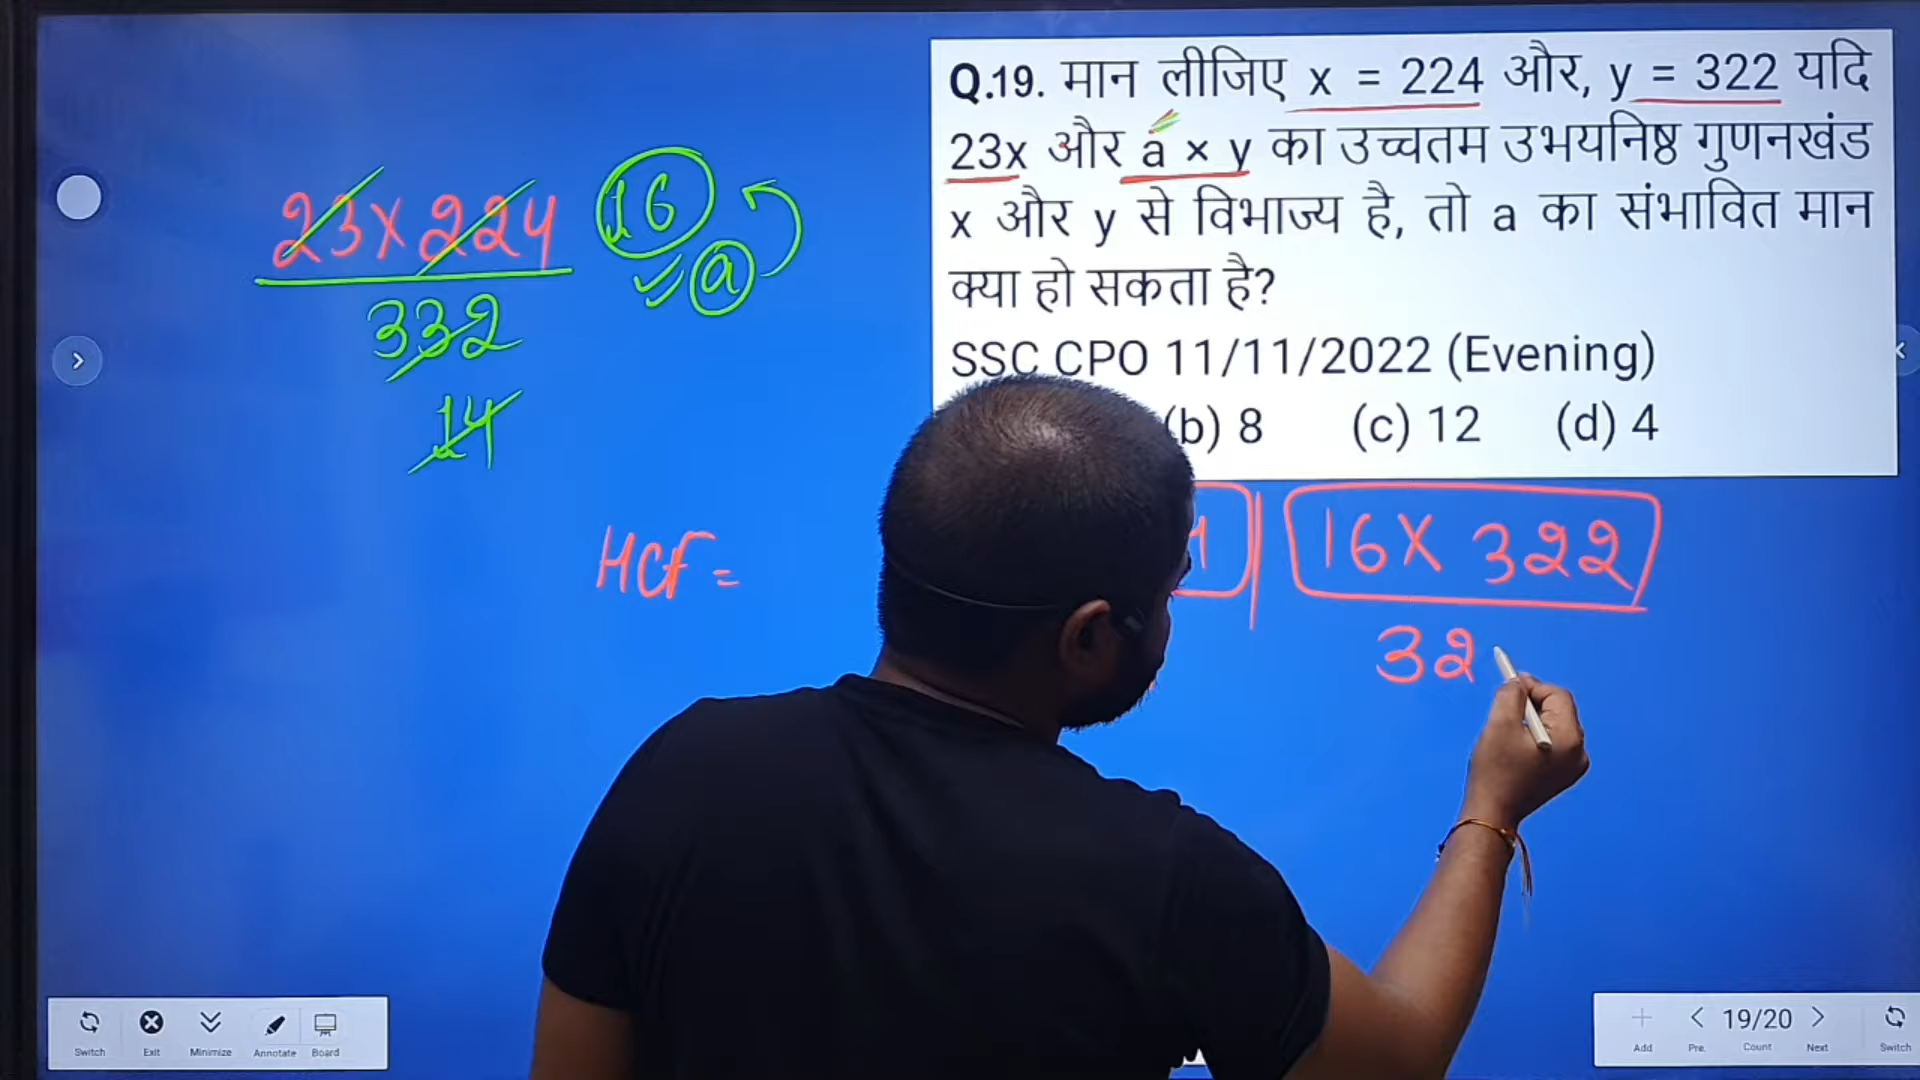 Q.19. मान लीजिए x = 224 और, y = 322 यदि
23x और a × y का उच्चतम उभयनिष्ठ गुणनखंड
x और y से विभाज्य है, तो a का संभावित मान
क्या हो सकता है?
SSC CPO 11/11/2022 (Evening)
(b) 8 (c) 12 (d) 4
23X224
332
14
16
a
HCF =
16X 322
32
Switch Exit Minimize Annotate Board
19/20
Add Pre. Count Next Switch